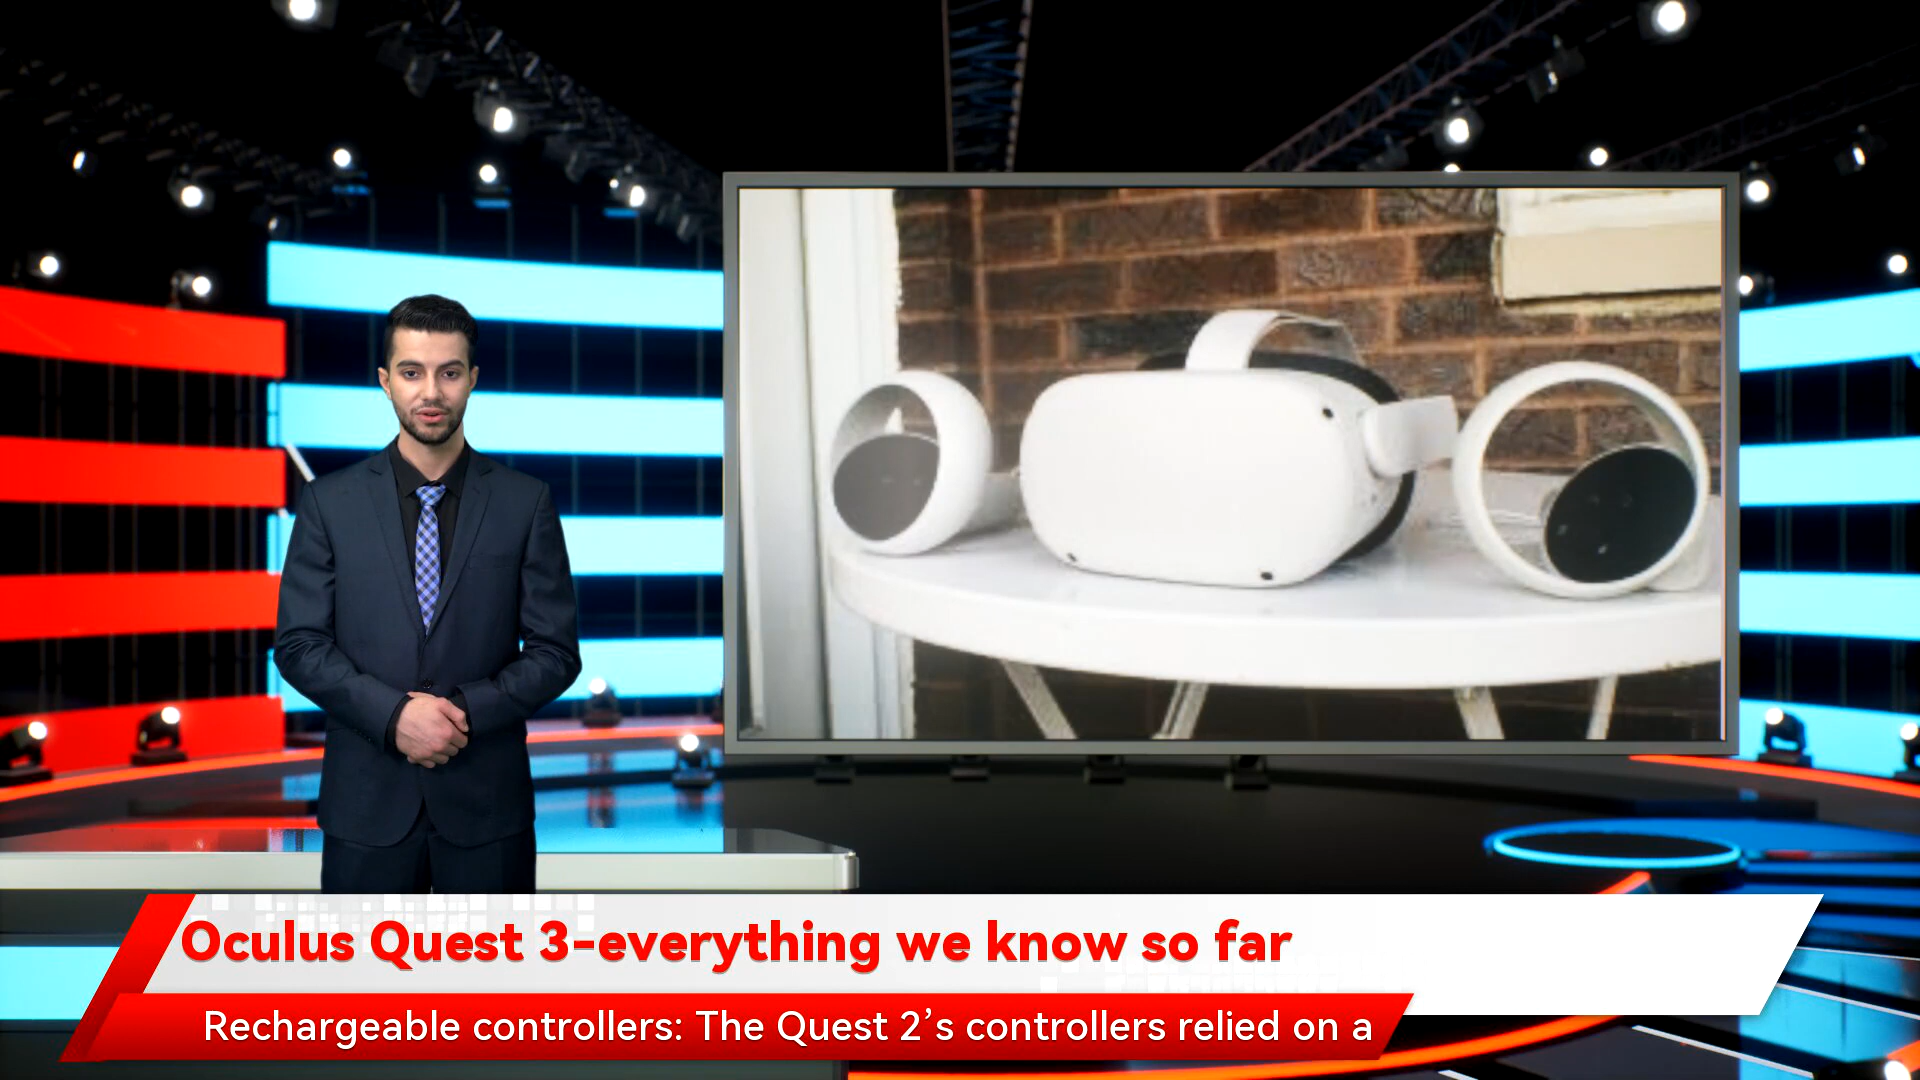 Oculus Quest 3-everything we know so far
Rechargeable controllers: The Quest 2’s controllers relied on a